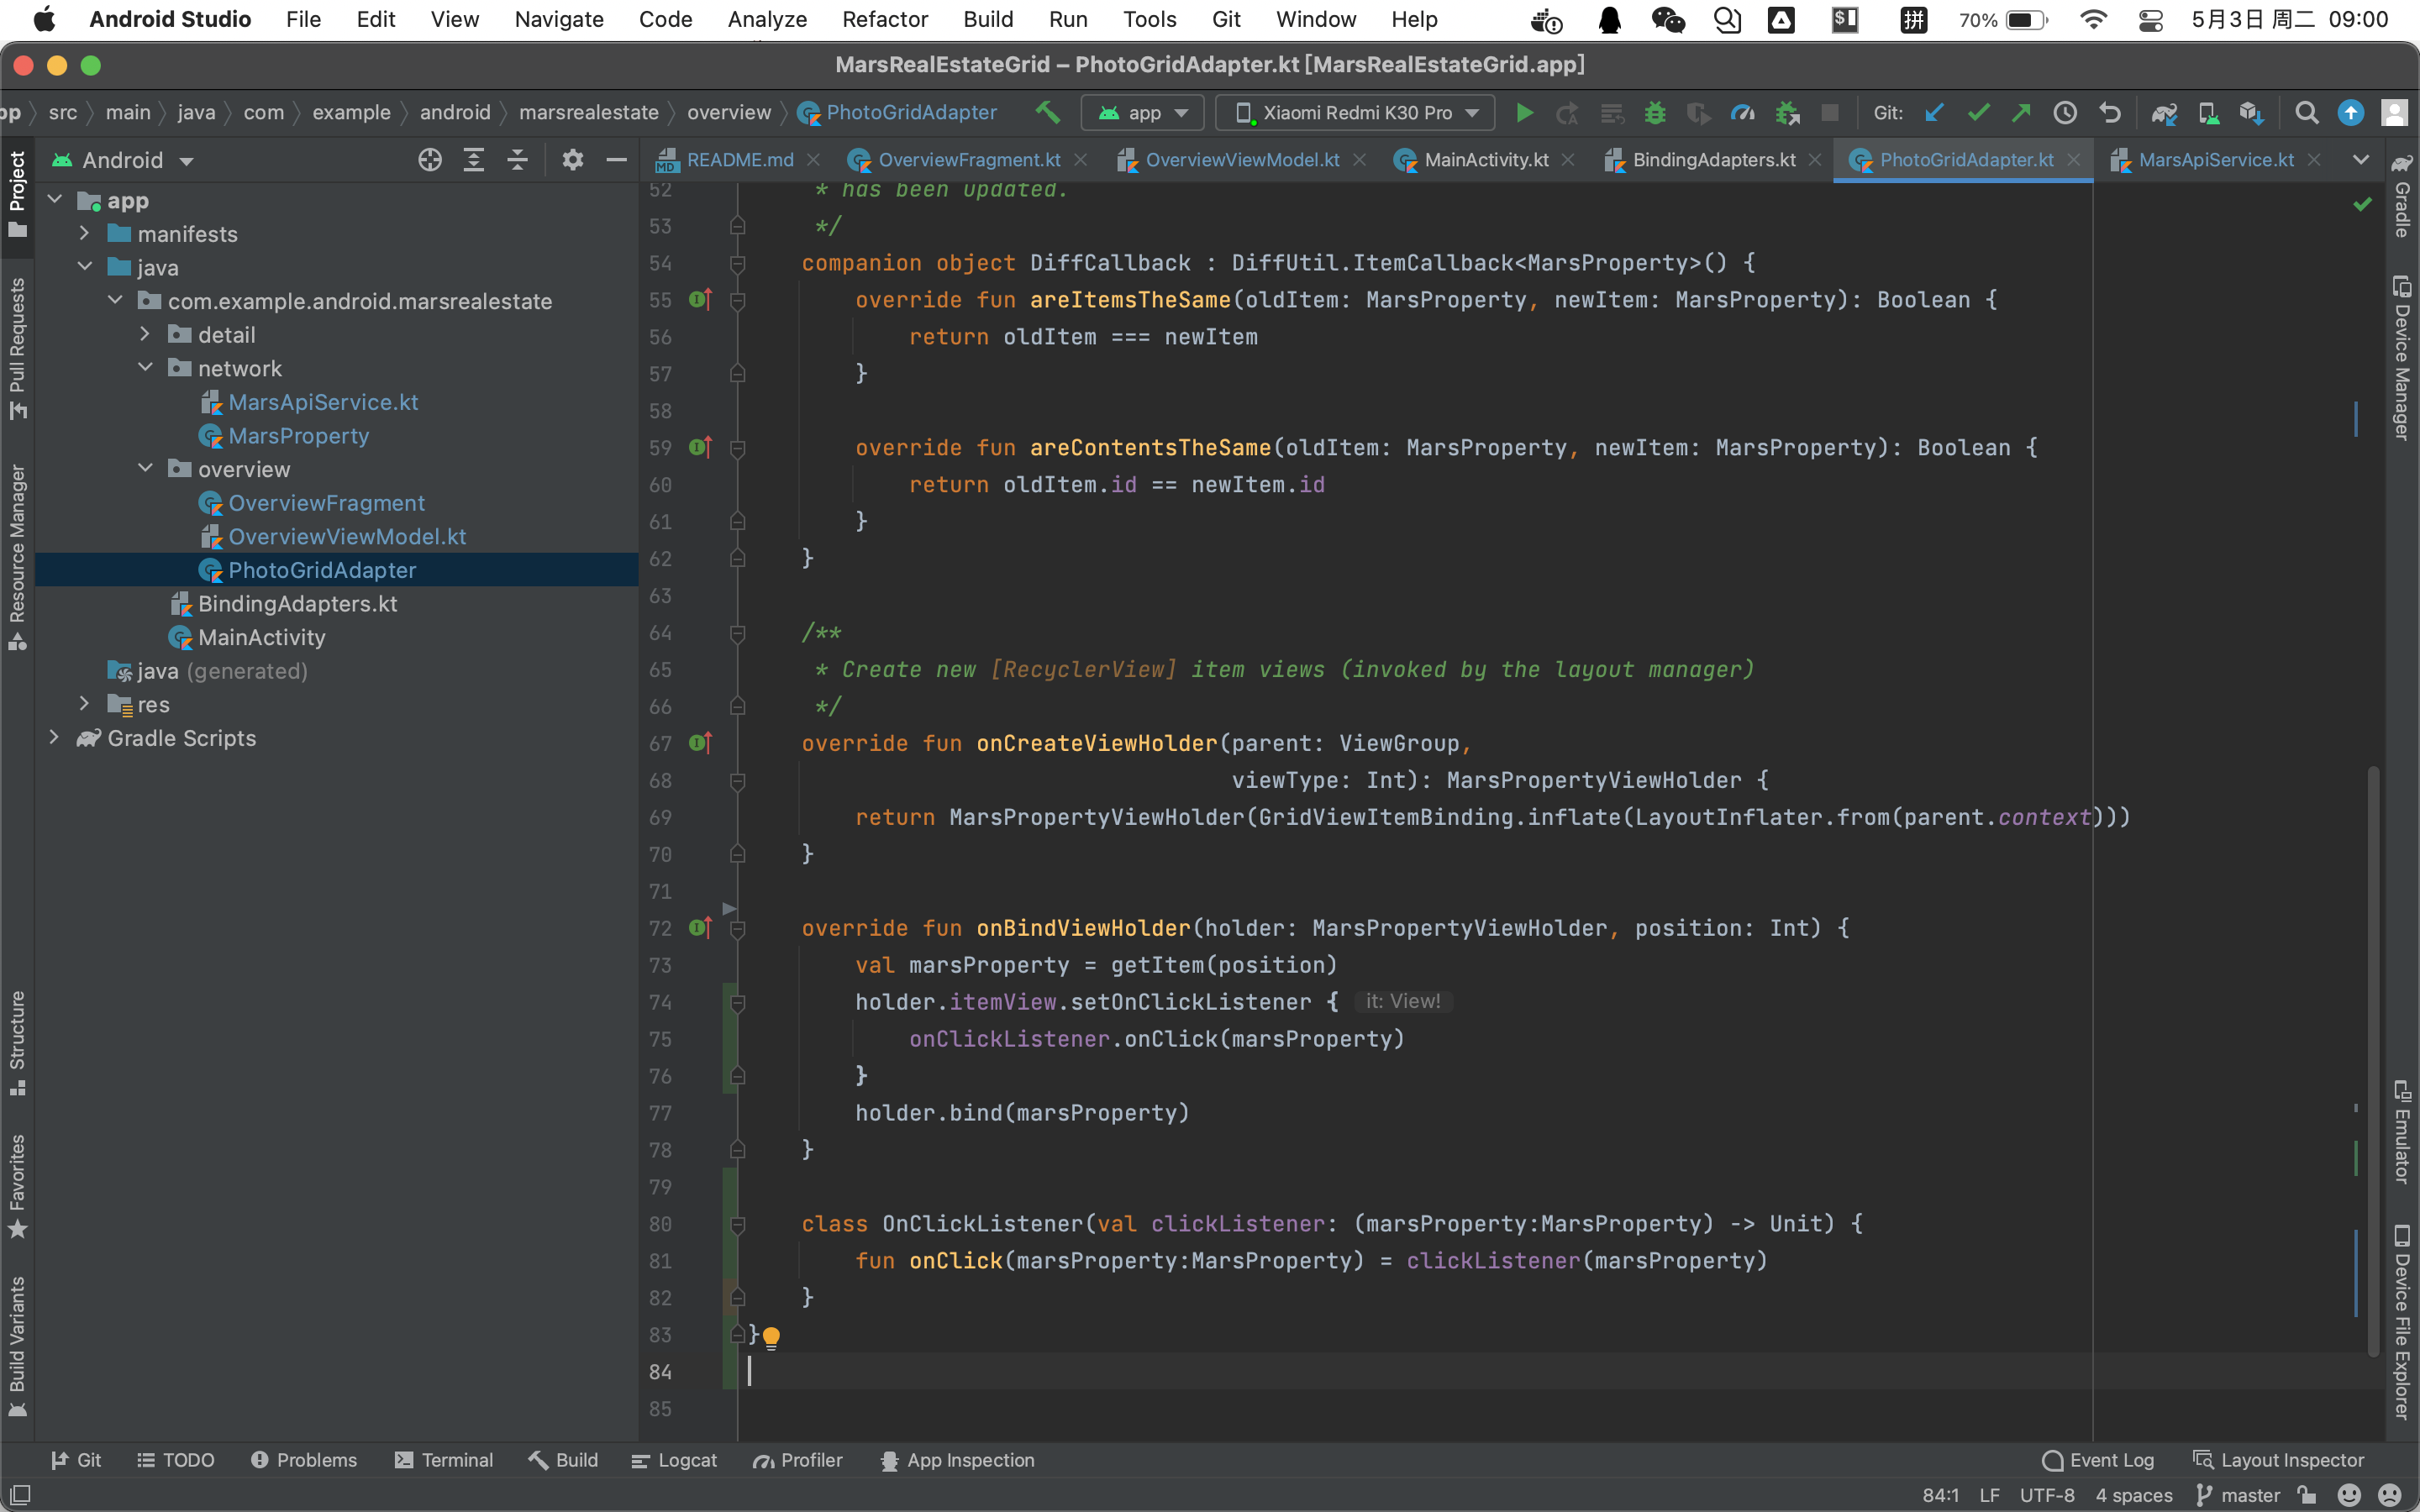 Android Studio File Edit View Navigate Code Analyze Refactor Build Run Tools Git Window Help 拼 70% 5月3日 周二 09:00
MarsRealEstateGrid – PhotoGridAdapter.kt [MarsRealEstateGrid.app]
pp src main java com example android marsrealestate overview PhotoGridAdapter app Xiaomi Redmi K30 Pro Git:
Android
README.md OverviewFragment.kt OverviewViewModel.kt MainActivity.kt BindingAdapters.kt PhotoGridAdapter.kt MarsApiService.kt
Project
Pull Requests
Resource Manager
Structure
Favorites
Build Variants
app
manifests
java
com.example.android.marsrealestate
detail
network
MarsApiService.kt
MarsProperty
overview
OverviewFragment
OverviewViewModel.kt
PhotoGridAdapter
BindingAdapters.kt
MainActivity
java (generated)
res
Gradle Scripts
52 * has been updated.
53 */
54 companion object DiffCallback : DiffUtil.ItemCallback<MarsProperty>() {
55 override fun areItemsTheSame(oldItem: MarsProperty, newItem: MarsProperty): Boolean {
56 return oldItem === newItem
57 }
58
59 override fun areContentsTheSame(oldItem: MarsProperty, newItem: MarsProperty): Boolean {
60 return oldItem.id == newItem.id
61 }
62 }
63
64 /**
65 * Create new [RecyclerView] item views (invoked by the layout manager)
66 */
67 override fun onCreateViewHolder(parent: ViewGroup,
68 viewType: Int): MarsPropertyViewHolder {
69 return MarsPropertyViewHolder(GridViewItemBinding.inflate(LayoutInflater.from(parent.context)))
70 }
71
72 override fun onBindViewHolder(holder: MarsPropertyViewHolder, position: Int) {
73 val marsProperty = getItem(position)
74 holder.itemView.setOnClickListener { it: View!
75 onClickListener.onClick(marsProperty)
76 }
77 holder.bind(marsProperty)
78 }
79
80 class OnClickListener(val clickListener: (marsProperty:MarsProperty) -> Unit) {
81 fun onClick(marsProperty:MarsProperty) = clickListener(marsProperty)
82 }
83 }
84
85
Gradle
Device Manager
Emulator
Device File Explorer
Git TODO Problems Terminal Build Logcat Profiler App Inspection Event Log Layout Inspector
84:1 LF UTF-8 4 spaces master